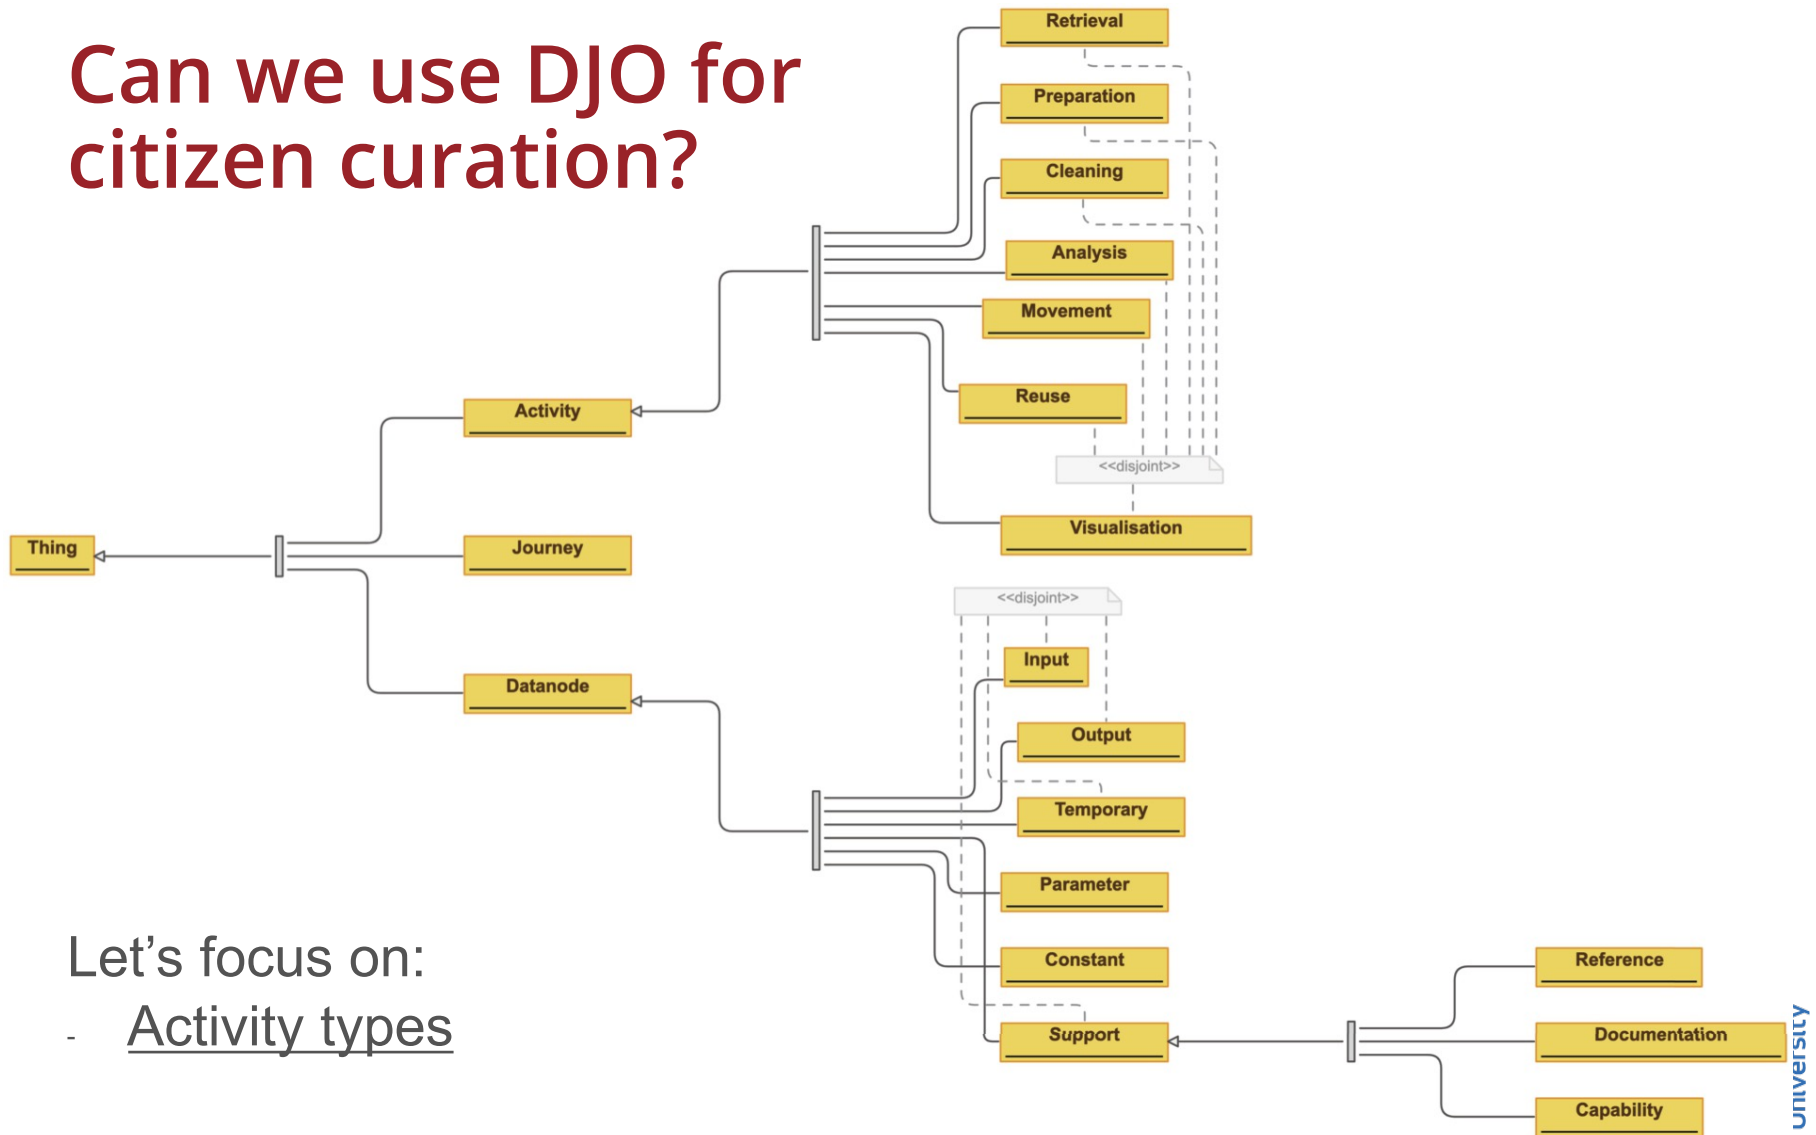 Can we use DJO for
citizen curation?
Retrieval
Preparation
Cleaning
Analysis
Movement
Reuse
<<disjoint>>
Visualisation
Activity
Thing
Journey
Datanode
<<disjoint>>
Input
Output
Temporary
Parameter
Constant
Support
Reference
Documentation
Capability
Let’s focus on:
- Activity types
University